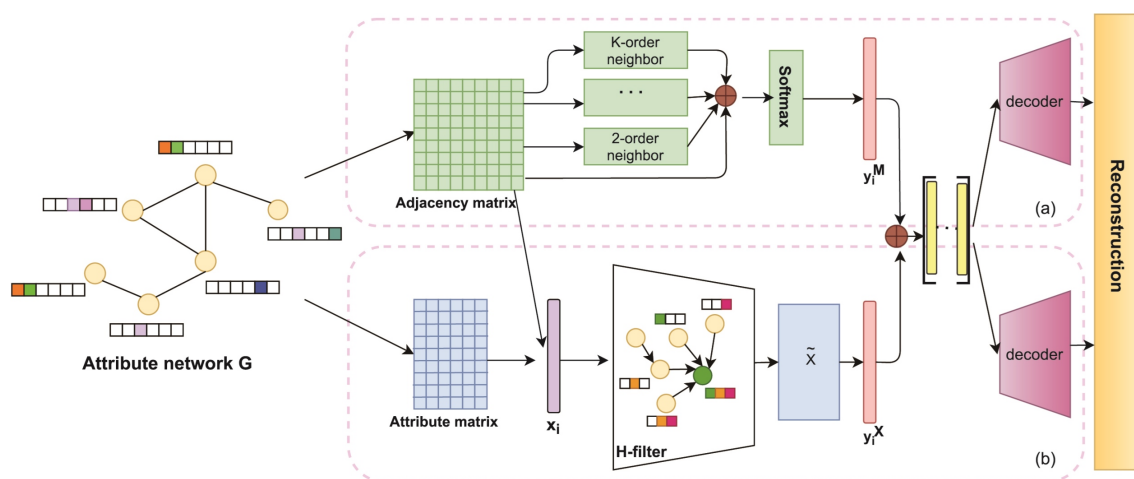 K-order
neighbor
...
2-order
neighbor
Softmax
Adjacency matrix
y_i^M
decoder
(a)
Attribute network G
Attribute matrix
x_i
H-filter
X̃
y_i^X
...
decoder
(b)
Reconstruction